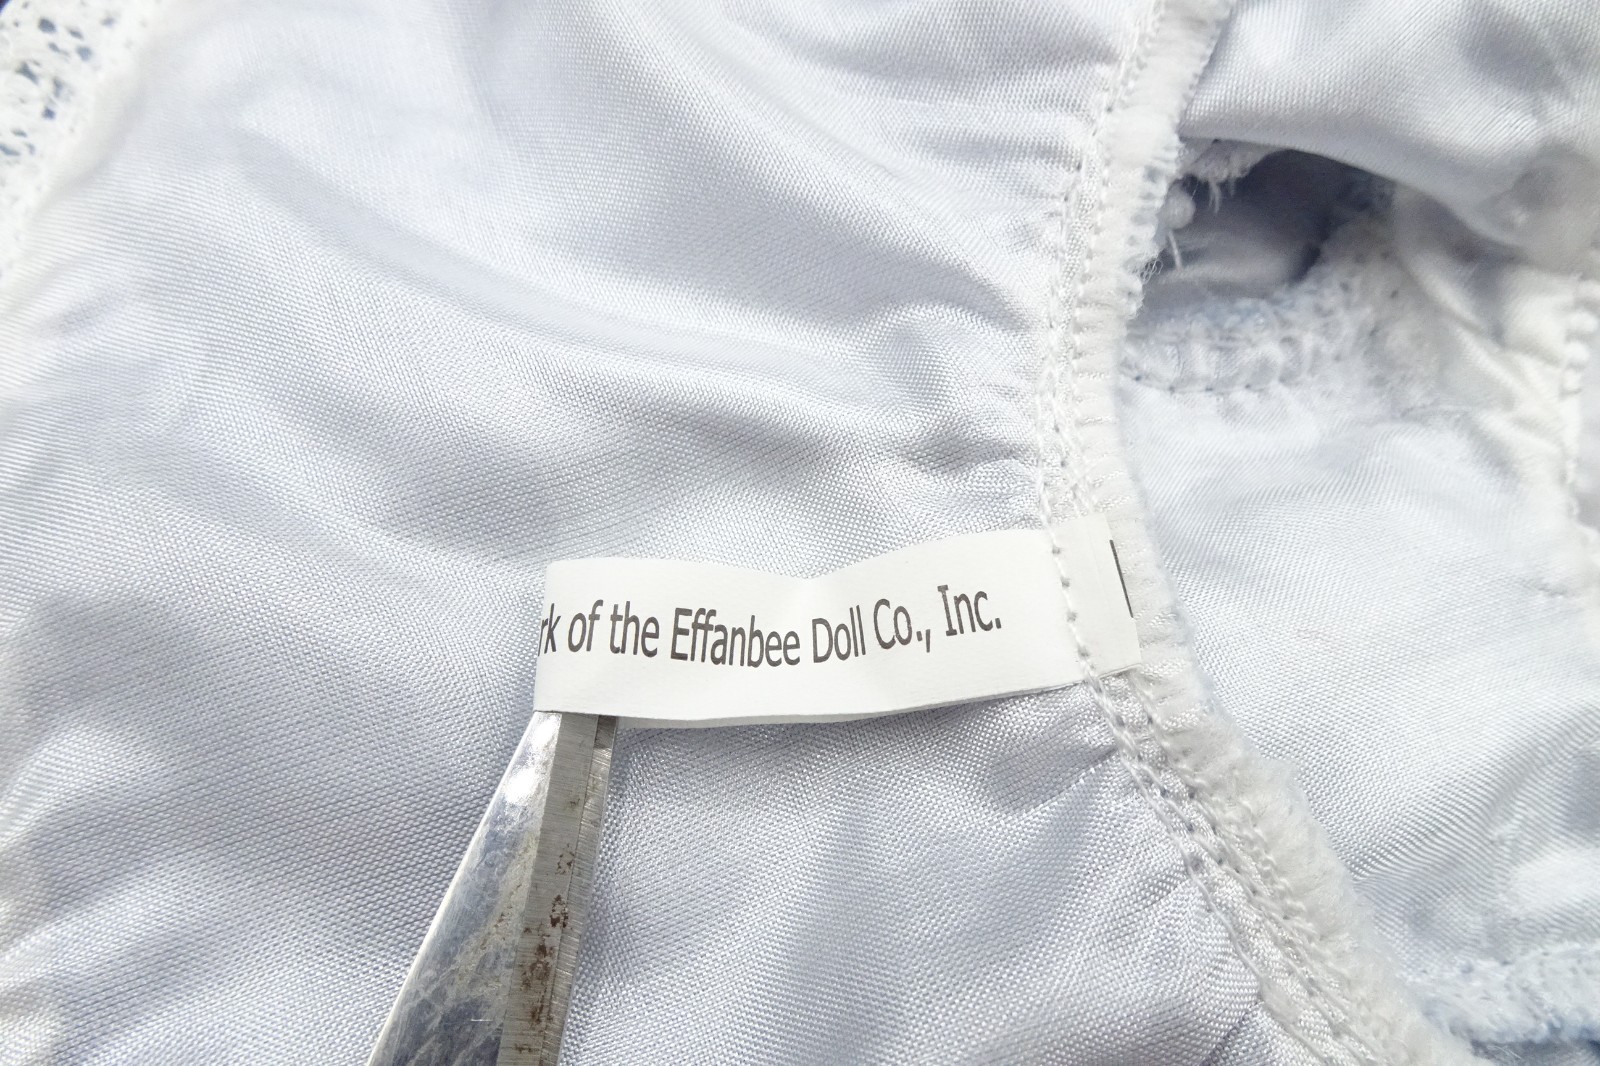 rk of the Effanbee Doll Co., Inc.